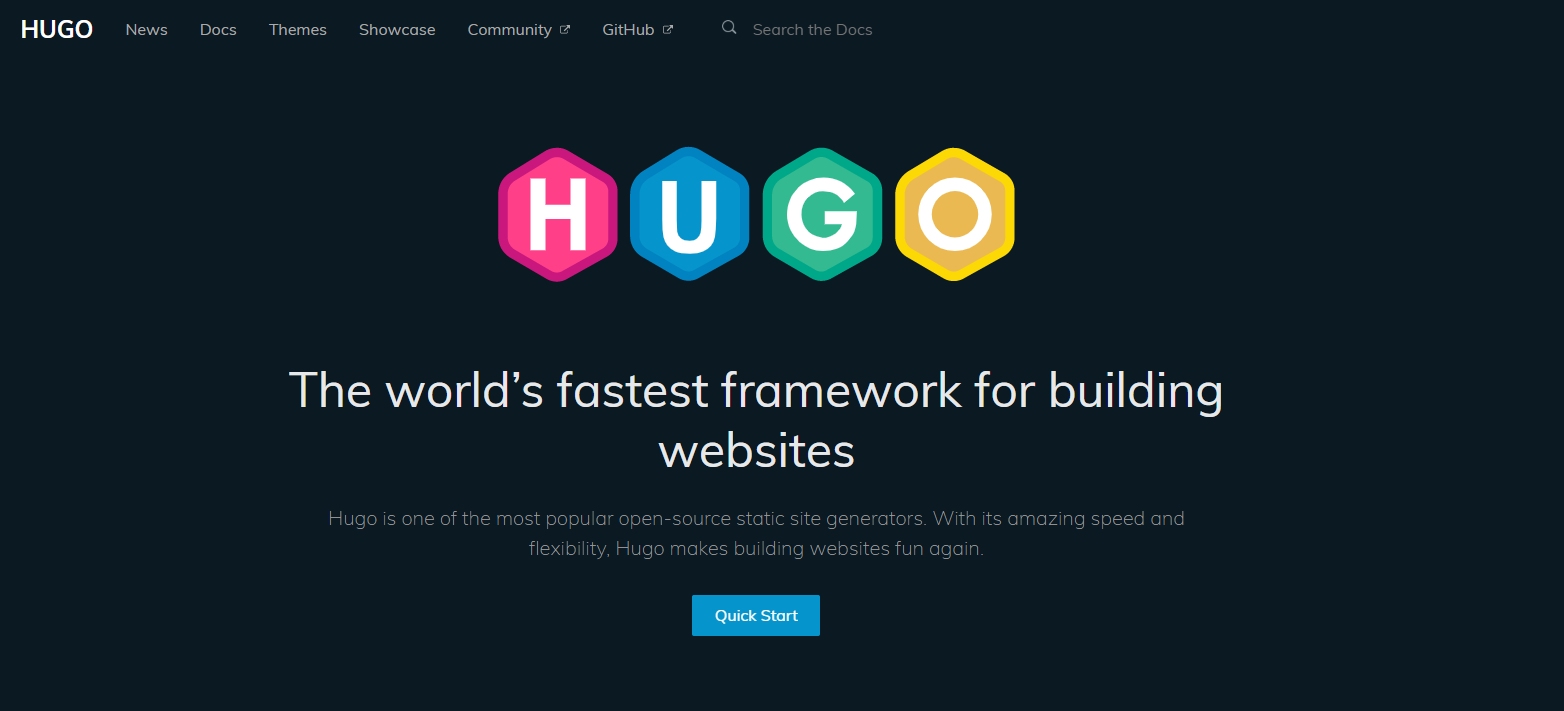 HUGO News Docs Themes Showcase Community GitHub Search the Docs
HUGO
The world’s fastest framework for building
websites
Hugo is one of the most popular open-source static site generators. With its amazing speed and
flexibility, Hugo makes building websites fun again.
Quick Start